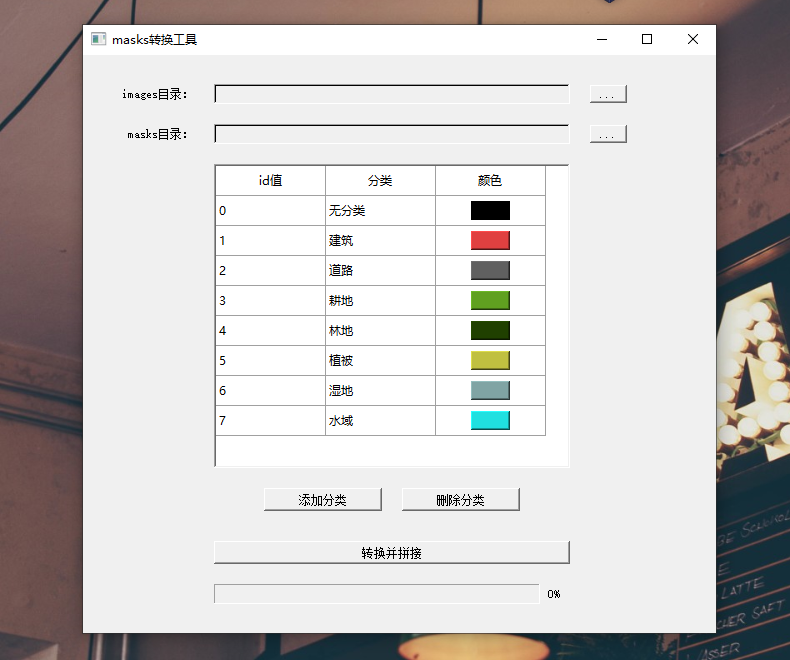 masks转换工具
images目录： ...
masks目录： ...
id值 分类 颜色
0 无分类
1 建筑
2 道路
3 耕地
4 林地
5 植被
6 湿地
7 水域
添加分类 删除分类
转换并拼接
0%
A
LATTE